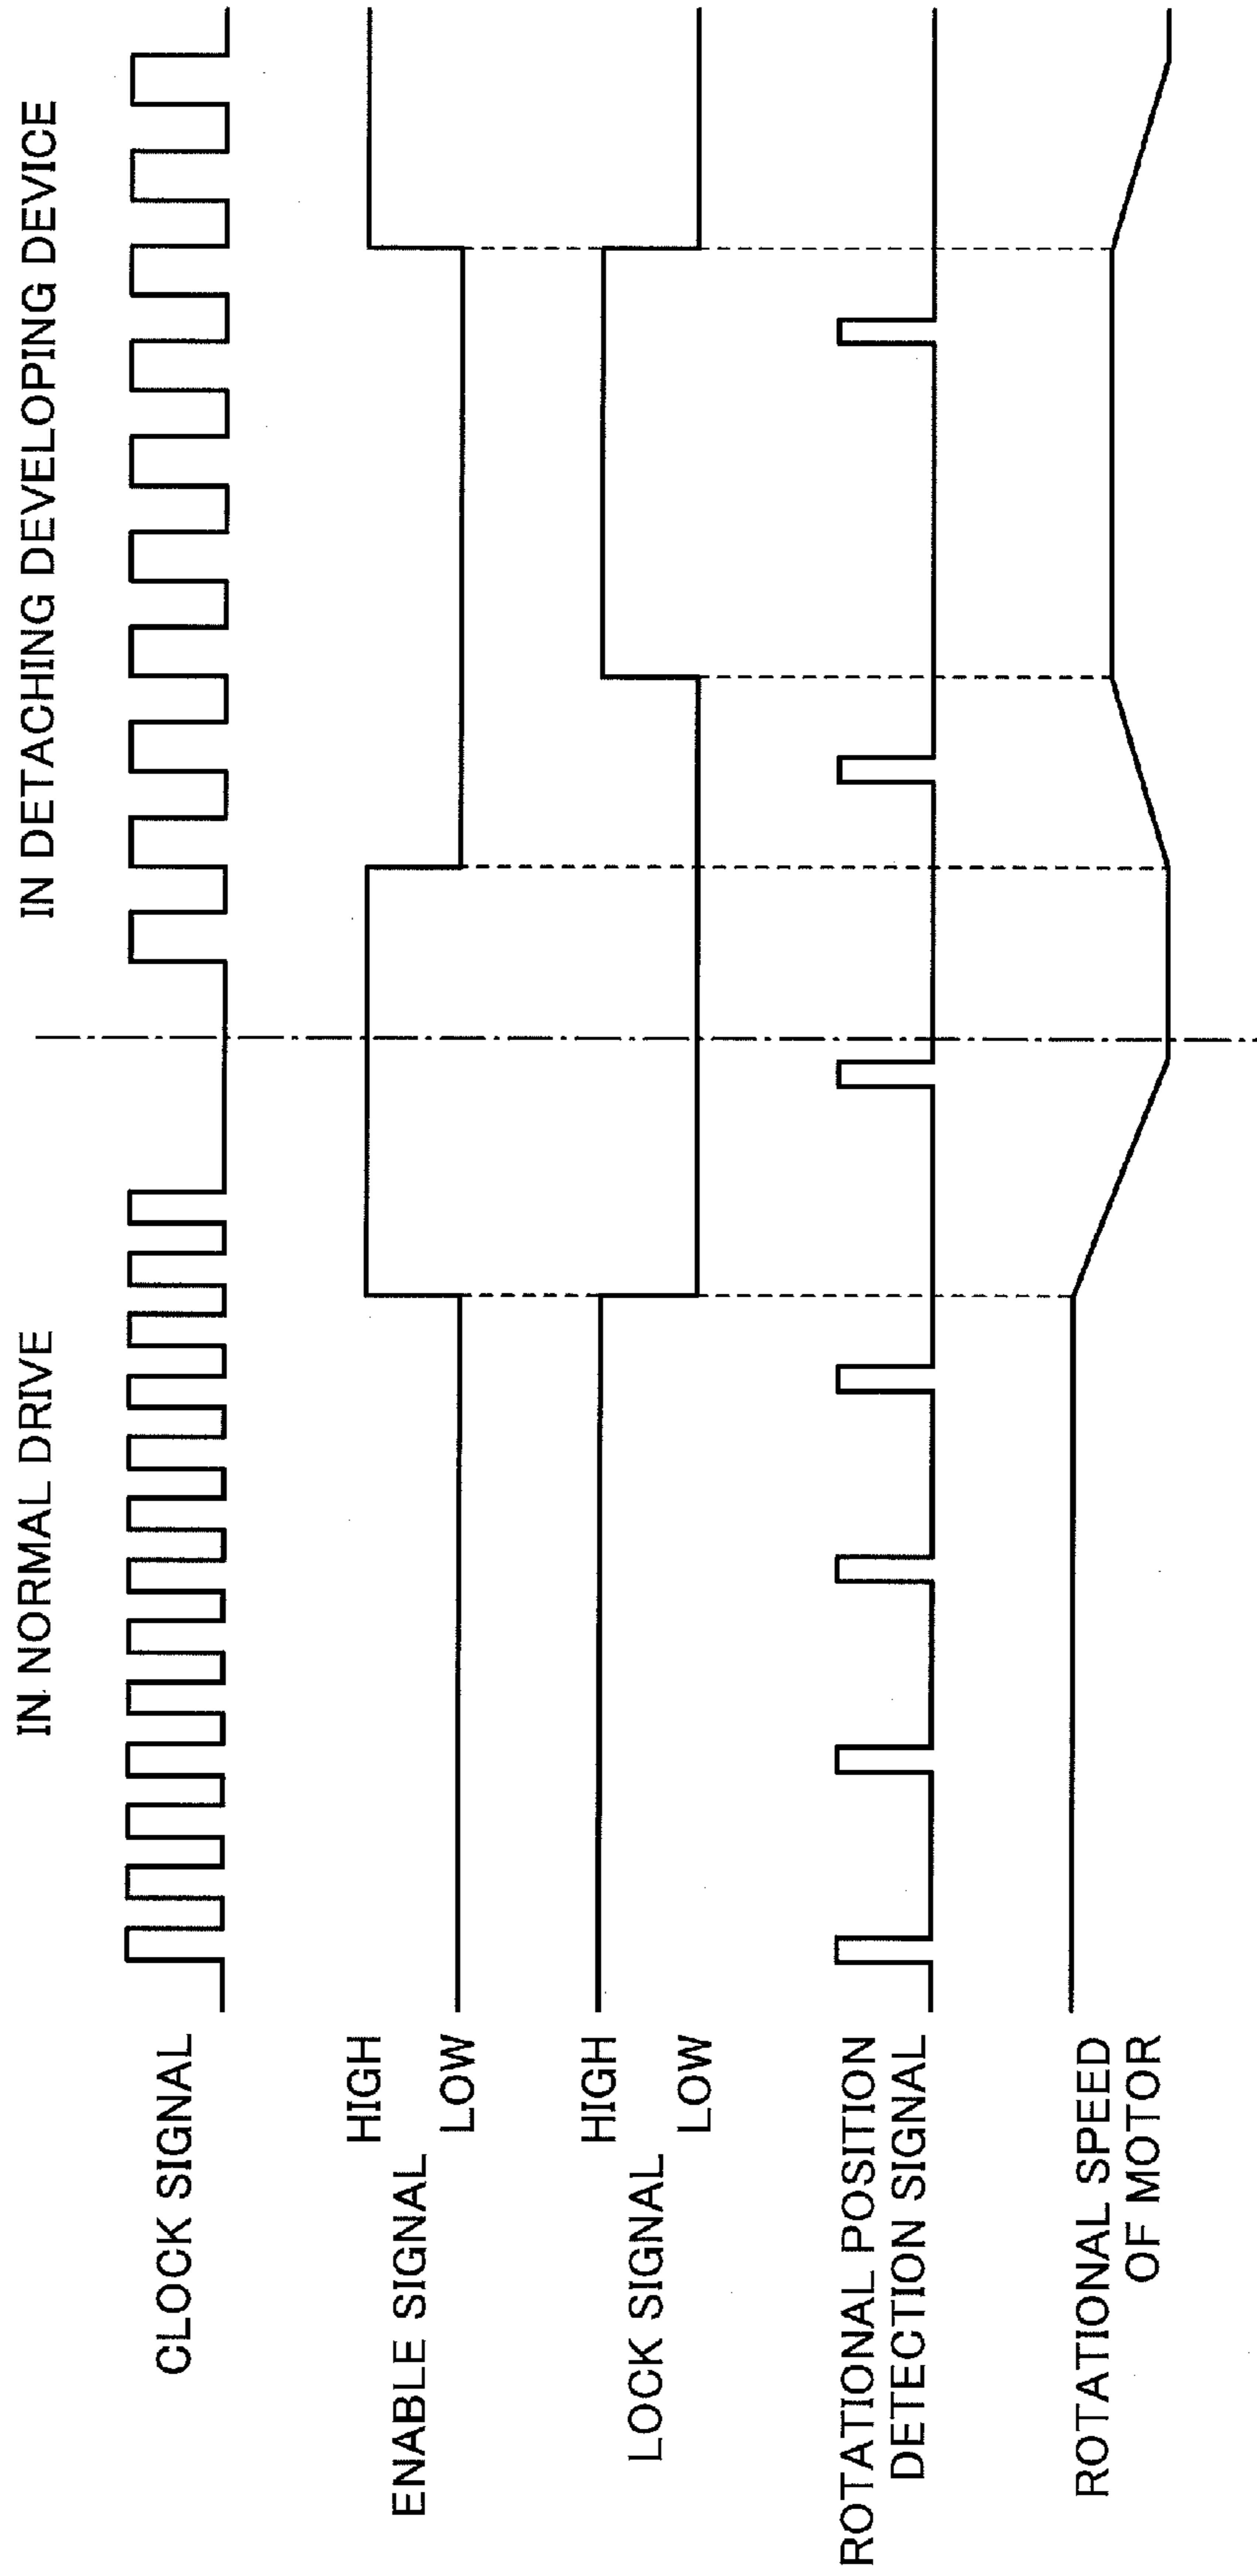 IN NORMAL DRIVE
IN DETACHING DEVELOPING DEVICE
CLOCK SIGNAL
HIGH
ENABLE SIGNAL
LOW
HIGH
LOCK SIGNAL
LOW
ROTATIONAL POSITION
DETECTION SIGNAL
ROTATIONAL SPEED
OF MOTOR